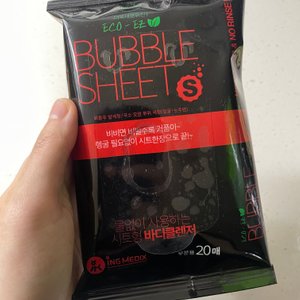 ECO-EZ
BUBBLE
SHEET S
& NO RINSE
비비면 비빌수록 거품이~
헹굴 필요없이 시트한장으로 끝!~
물없이 사용하는
시트형 바디클렌저
ING MEDIX
20매
BUBBLE